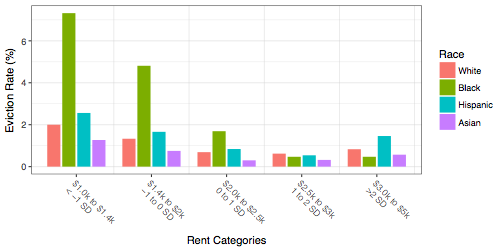 Eviction Rate (%)
6
4
2
0
$1.0k to $1.4k
< −1 SD
$1.4k to $2k
−1 to 0 SD
$2.0k to $2.5k
0 to 1 SD
$2.5k to $3k
1 to 2 SD
$3.0k to $5k
>2 SD
Rent Categories
Race
White
Black
Hispanic
Asian